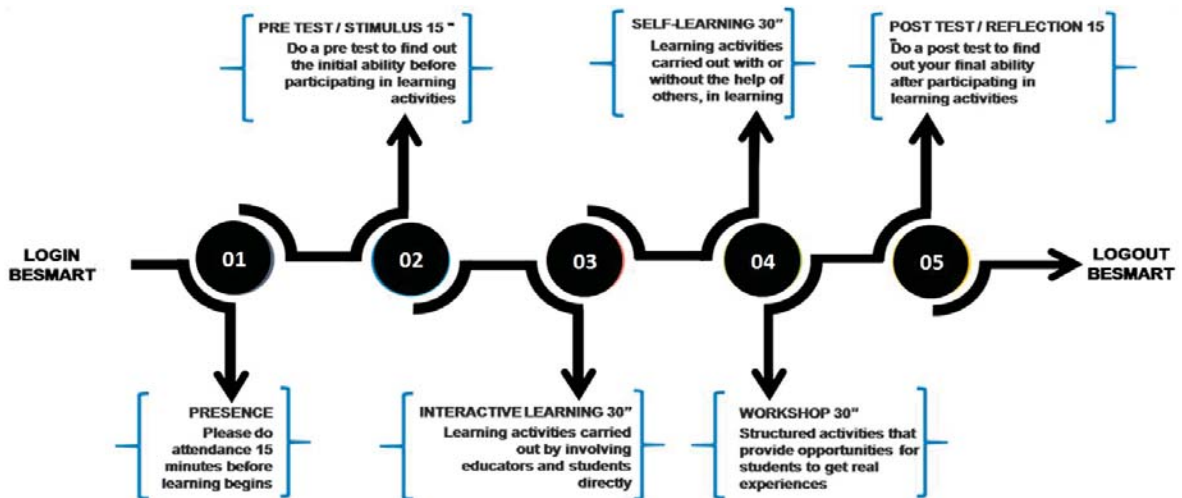 PRE TEST / STIMULUS 15 "
Do a pre test to find out
the initial ability before
participating in learning
activities
SELF-LEARNING 30"
Learning activities
carried out with or
without the help of
others, in learning
POST TEST / REFLECTION 15
"
Do a post test to find
out your final ability
after participating in
learning activities
LOGIN
BESMART
01
02
03
04
05
LOGOUT
BESMART
PRESENCE
Please do
attendance 15
minutes before
learning begins
INTERACTIVE LEARNING 30"
Learning activities carried
out by involving
educators and students
directly
WORKSHOP 30"
Structured activities that
provide opportunities for
students to get real
experiences